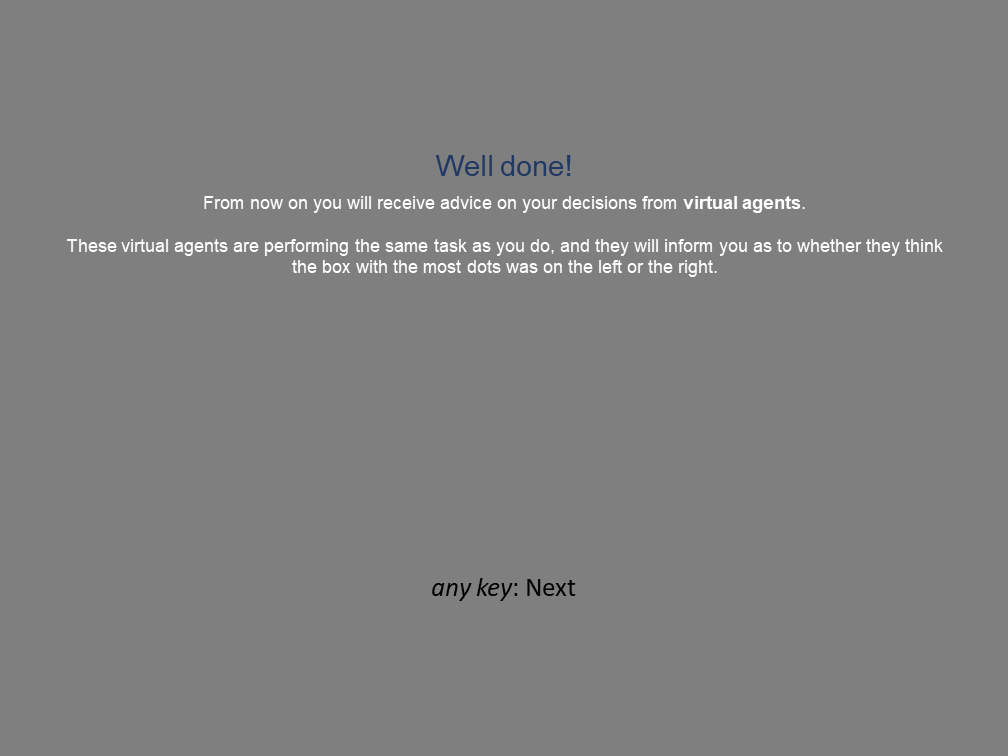 Well done!
From now on you will receive advice on your decisions from virtual agents.
These virtual agents are performing the same task as you do, and they will inform you as to whether they think
the box with the most dots was on the left or the right.
any key: Next